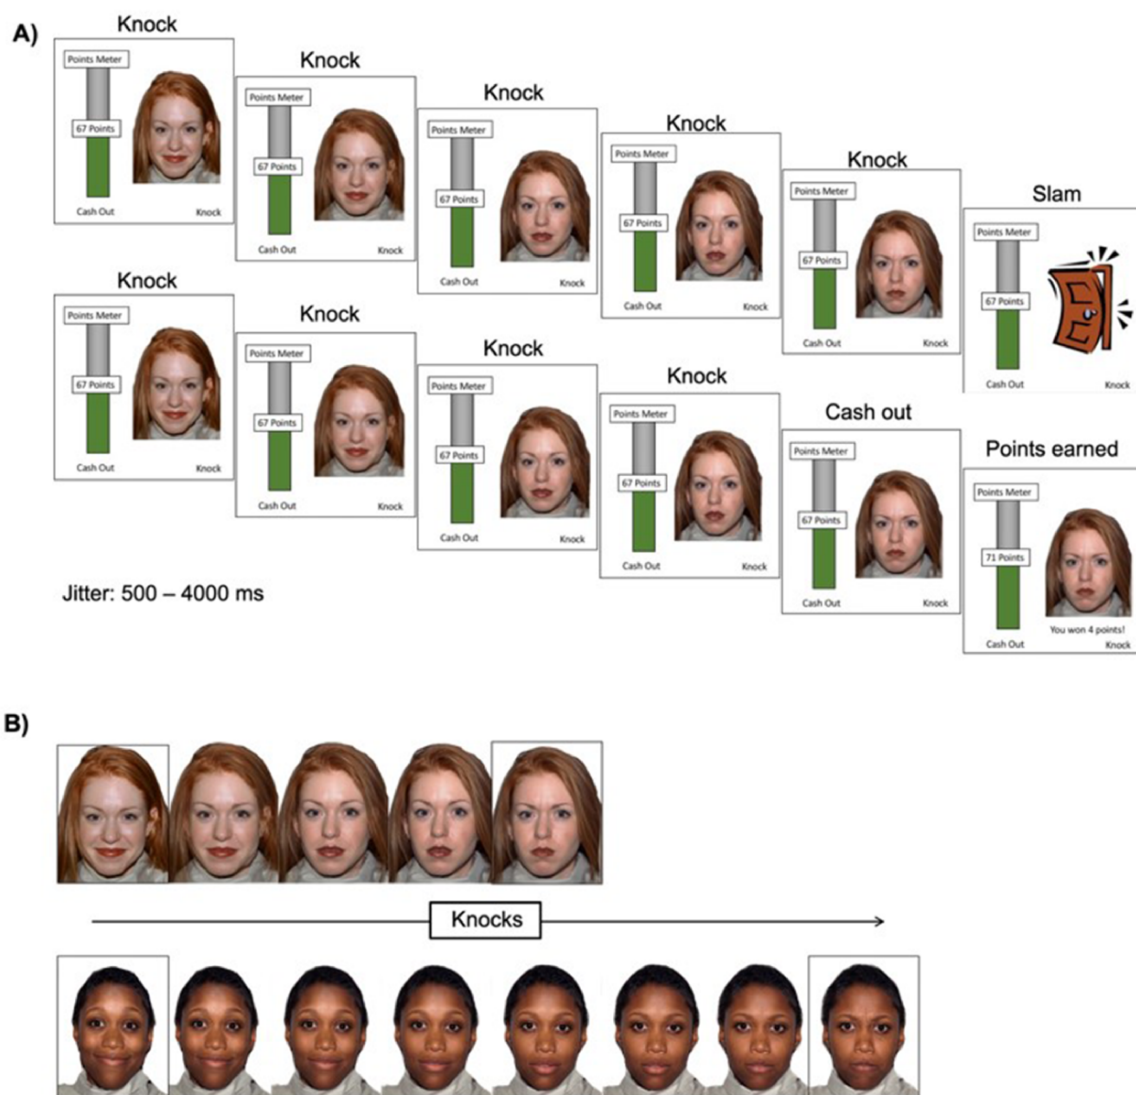 A)
Knock
Points Meter
67 Points
Cash Out
Knock
Knock
Points Meter
67 Points
Cash Out
Knock
Knock
Points Meter
67 Points
Cash Out
Knock
Knock
Points Meter
67 Points
Cash Out
Knock
Knock
Points Meter
67 Points
Cash Out
Knock
Slam
Points Meter
67 Points
Cash Out
Knock
Knock
Points Meter
67 Points
Cash Out
Knock
Knock
Points Meter
67 Points
Cash Out
Knock
Knock
Points Meter
67 Points
Cash Out
Knock
Knock
Points Meter
67 Points
Cash Out
Knock
Cash out
Points Meter
67 Points
Cash Out
Knock
Points earned
Points Meter
71 Points
You won 4 points!
Cash Out
Knock
Jitter: 500 – 4000 ms
B)
Knocks